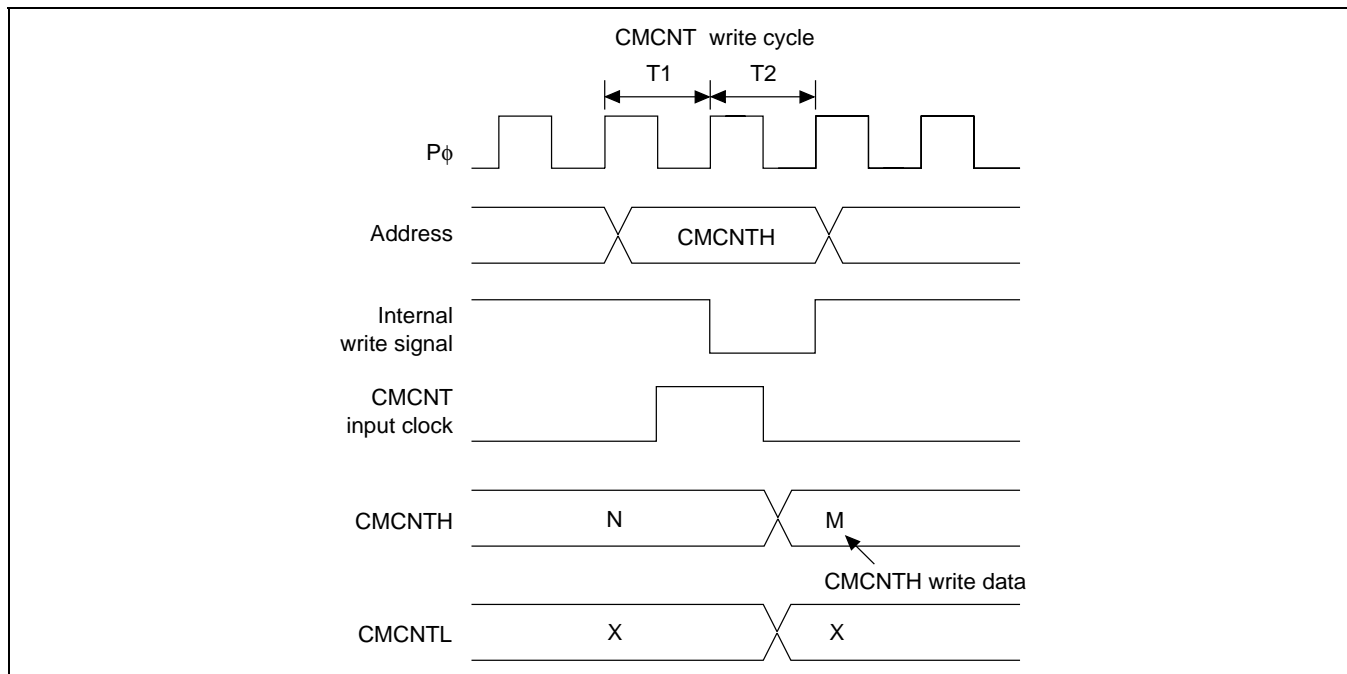 CMCNT write cycle
T1 T2
Pϕ
Address CMCNTH
Internal
write signal
CMCNT
input clock
CMCNTH N M
CMCNTH write data
CMCNTL X X